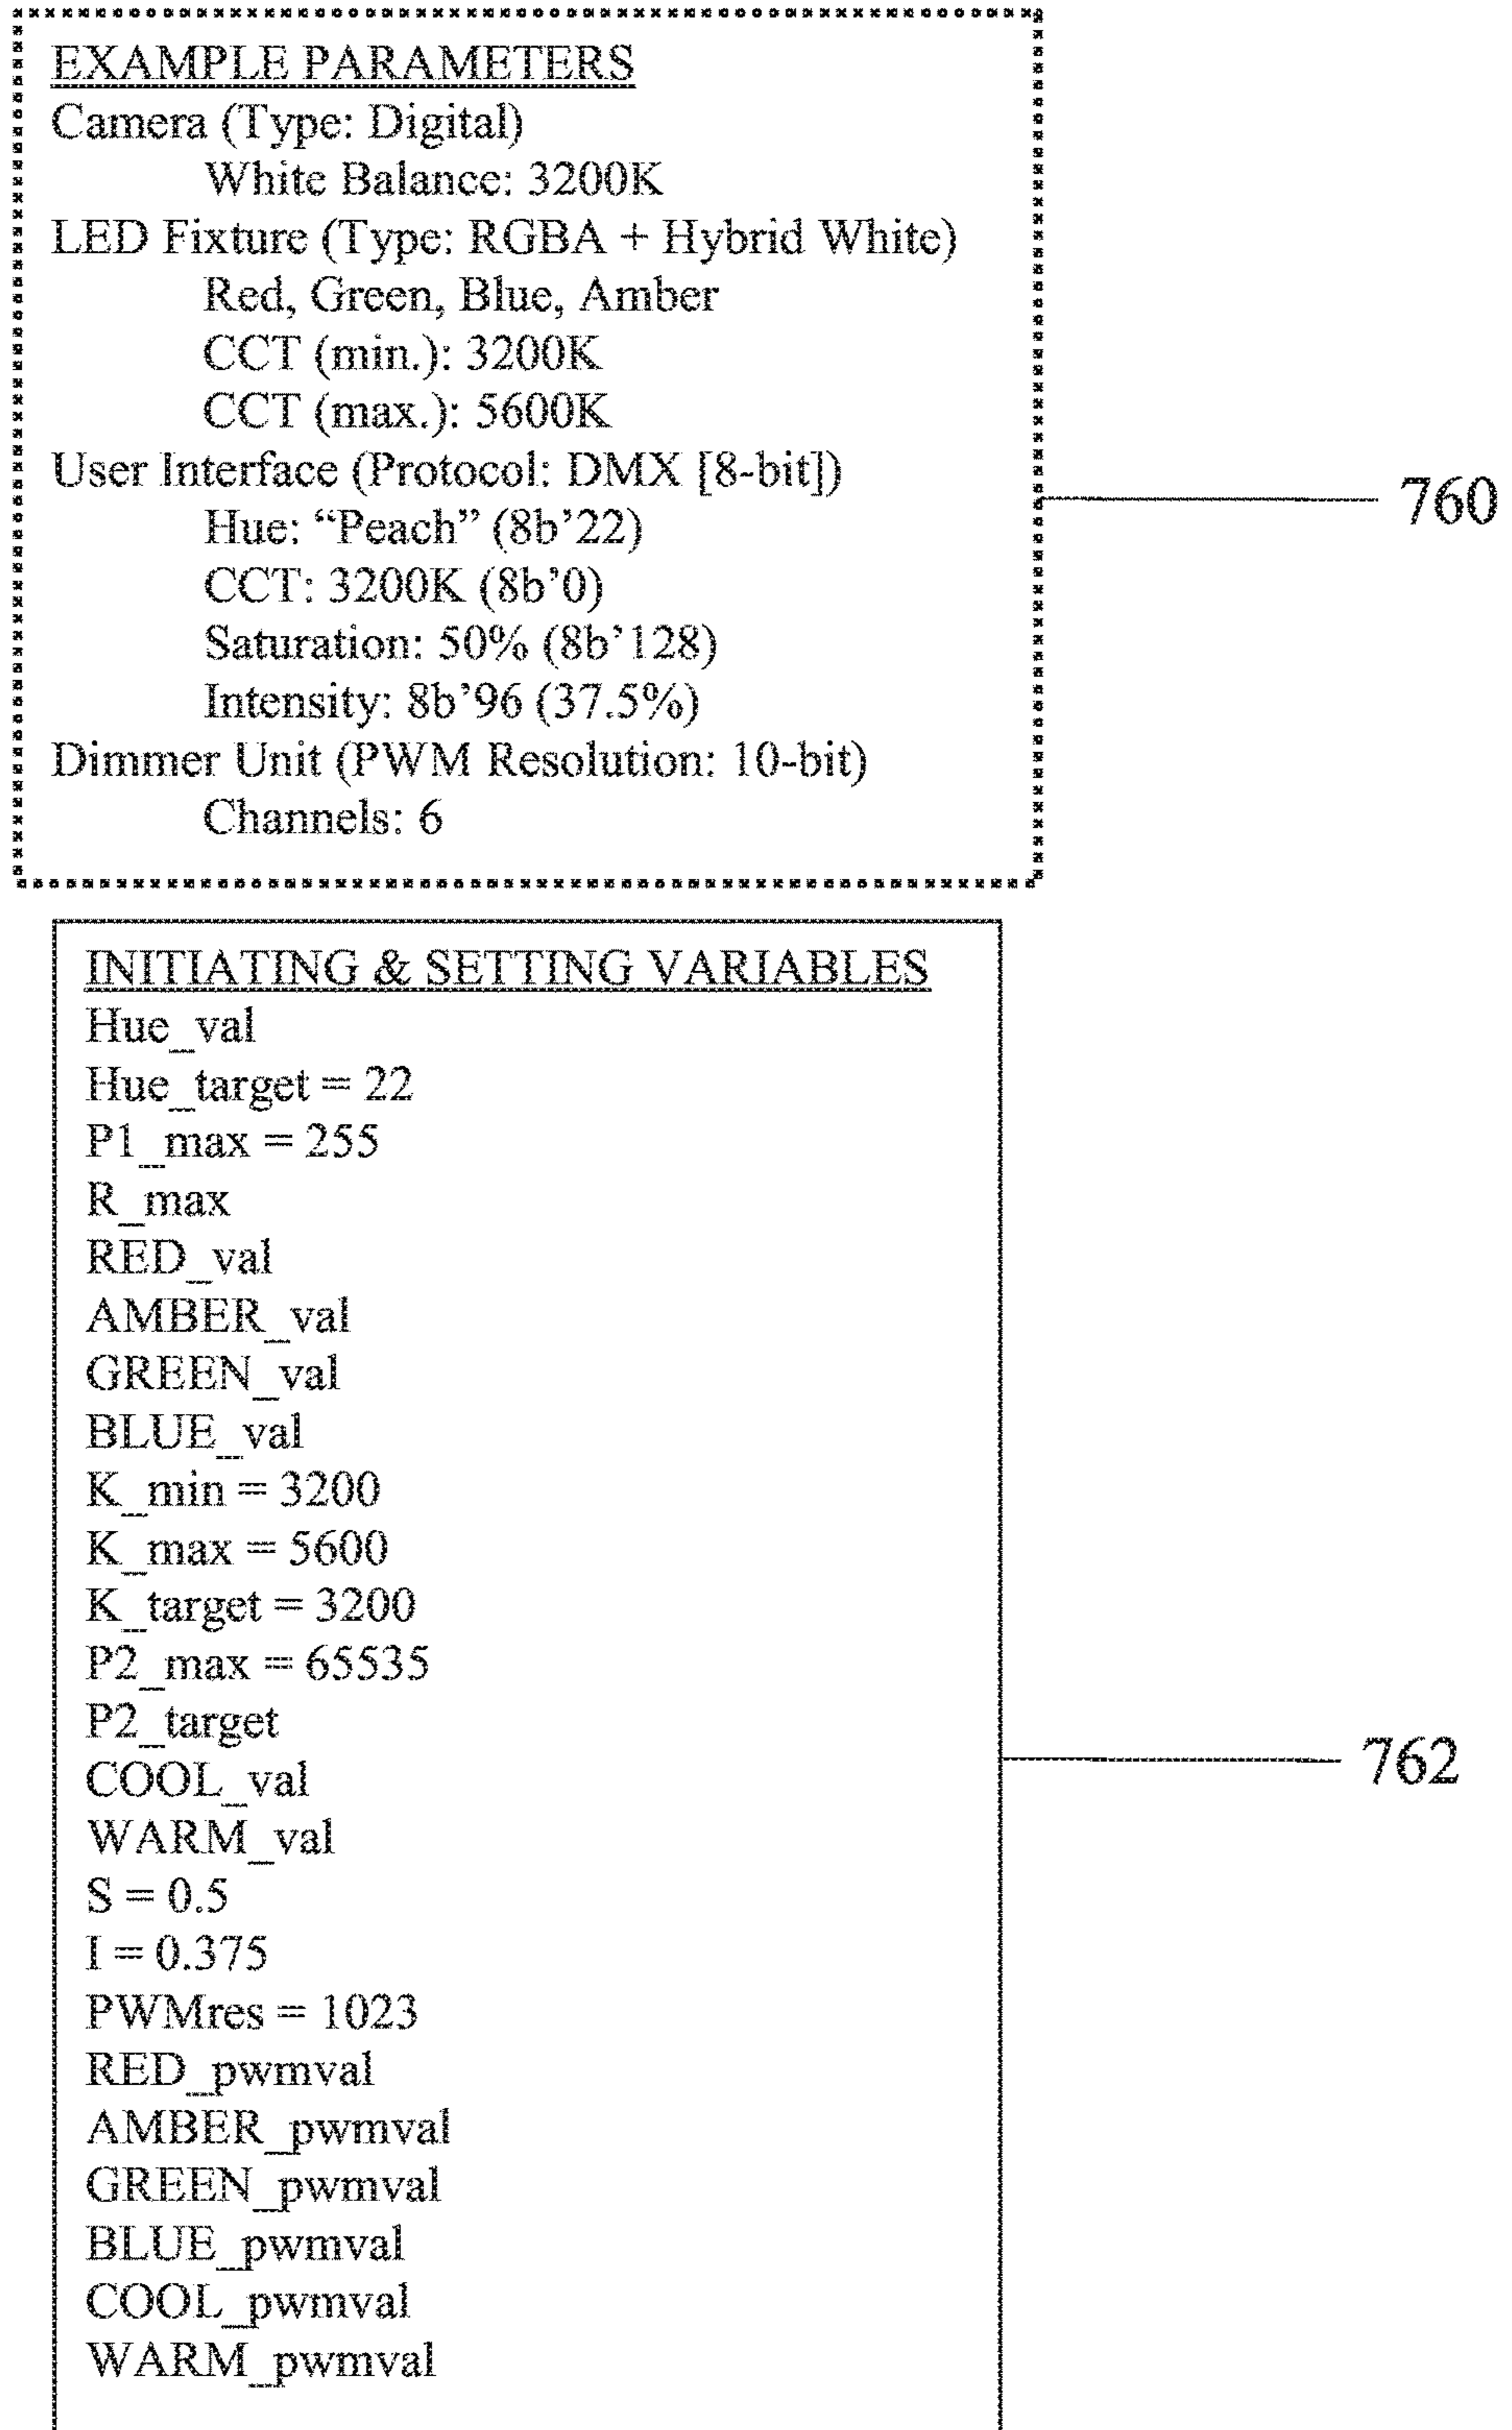 EXAMPLE PARAMETERS
Camera (Type: Digital)
White Balance: 3200K
LED Fixture (Type: RGBA + Hybrid White)
Red, Green, Blue, Amber
CCT (min.): 3200K
CCT (max.): 5600K
User Interface (Protocol: DMX [8-bit])
Hue: “Peach” (8b’22)
CCT: 3200K (8b’0)
Saturation: 50% (8b’128)
Intensity: 8b’96 (37.5%)
Dimmer Unit (PWM Resolution: 10-bit)
Channels: 6
760
INITIATING & SETTING VARIABLES
Hue_val
Hue_target = 22
P1_max = 255
R_max
RED_val
AMBER_val
GREEN_val
BLUE_val
K_min = 3200
K_max = 5600
K_target = 3200
P2_max = 65535
P2_target
COOL_val
WARM_val
S = 0.5
I = 0.375
PWMres = 1023
RED_pwmval
AMBER_pwmval
GREEN_pwmval
BLUE_pwmval
COOL_pwmval
WARM_pwmval
762